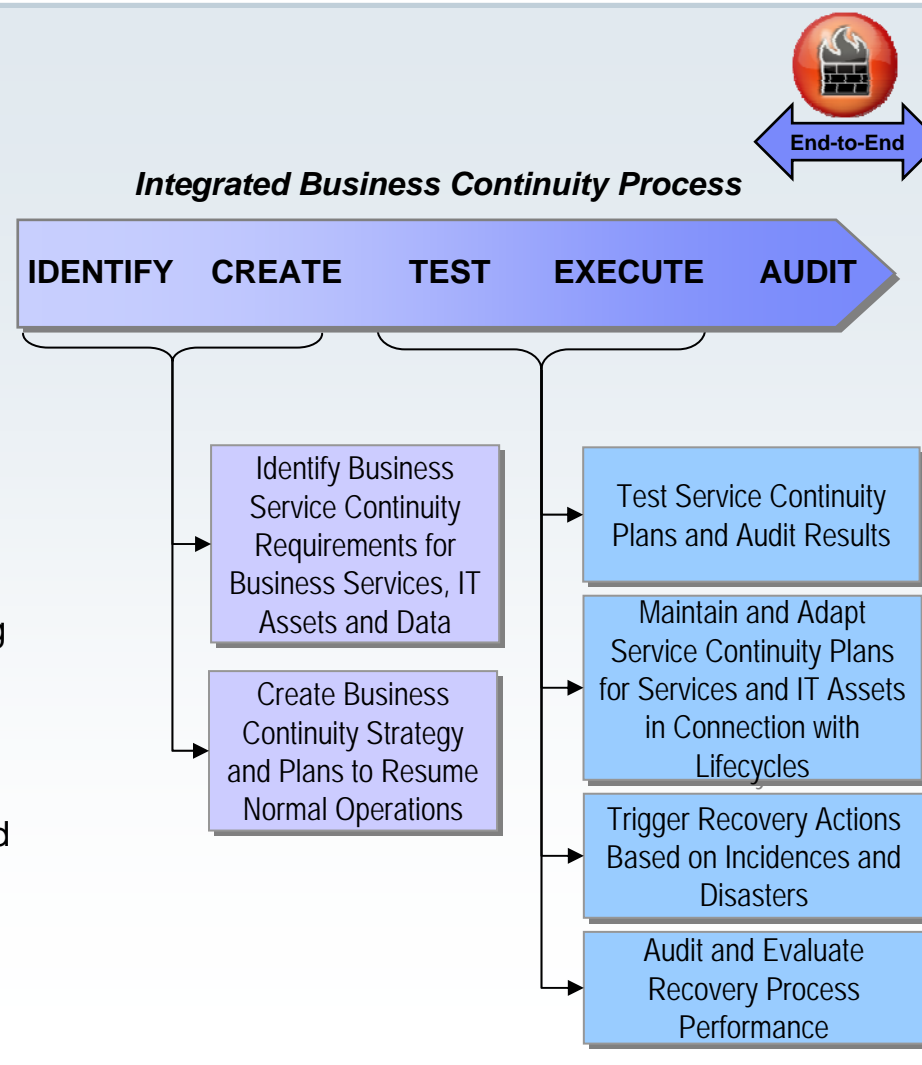 End-to-End
Integrated Business Continuity Process
IDENTIFY CREATE TEST EXECUTE AUDIT
Identify Business
Service Continuity
Requirements for
Business Services, IT
Assets and Data
Create Business
Continuity Strategy
and Plans to Resume
Normal Operations
Test Service Continuity
Plans and Audit Results
Maintain and Adapt
Service Continuity Plans
for Services and IT Assets
in Connection with
Lifecycles
Trigger Recovery Actions
Based on Incidences and
Disasters
Audit and Evaluate
Recovery Process
Performance